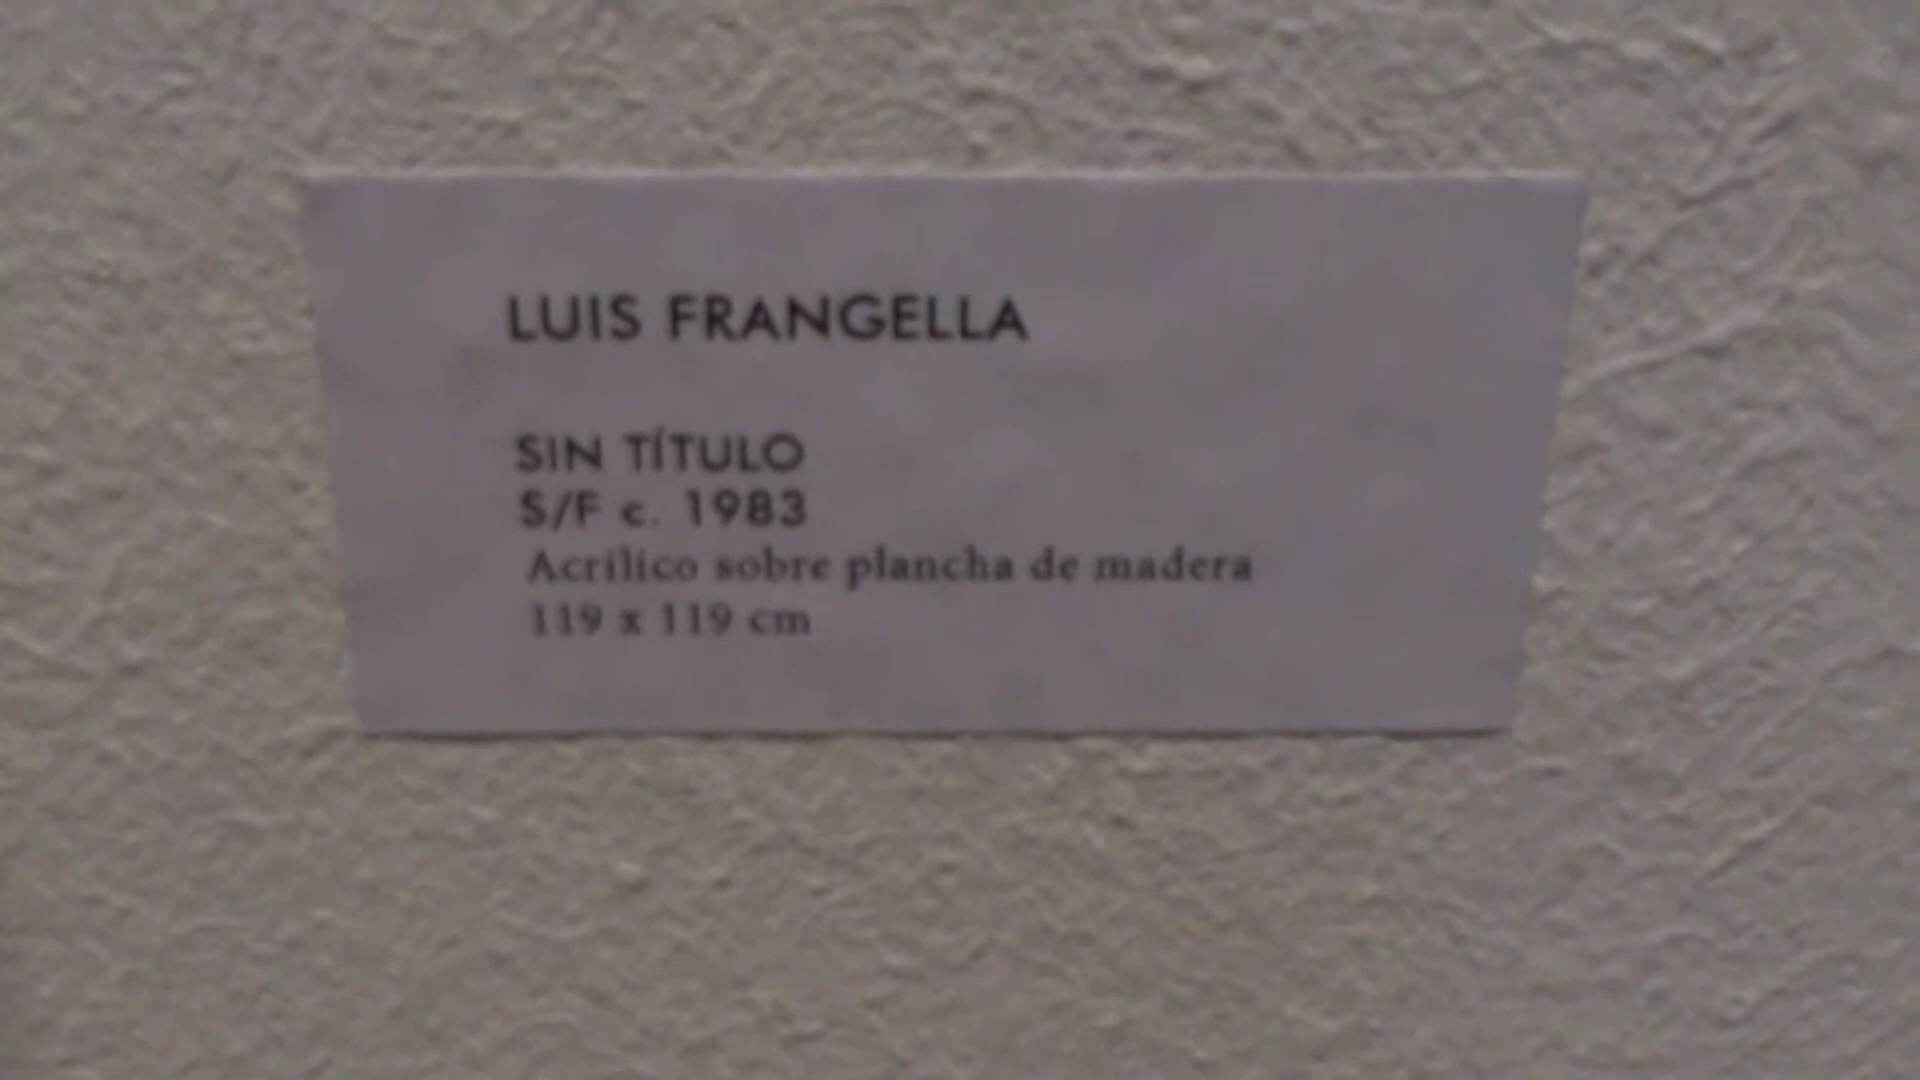 LUIS FRANGELLA
SIN TÍTULO
S/F c. 1983
Acrílico sobre plancha de madera
119 x 119 cm